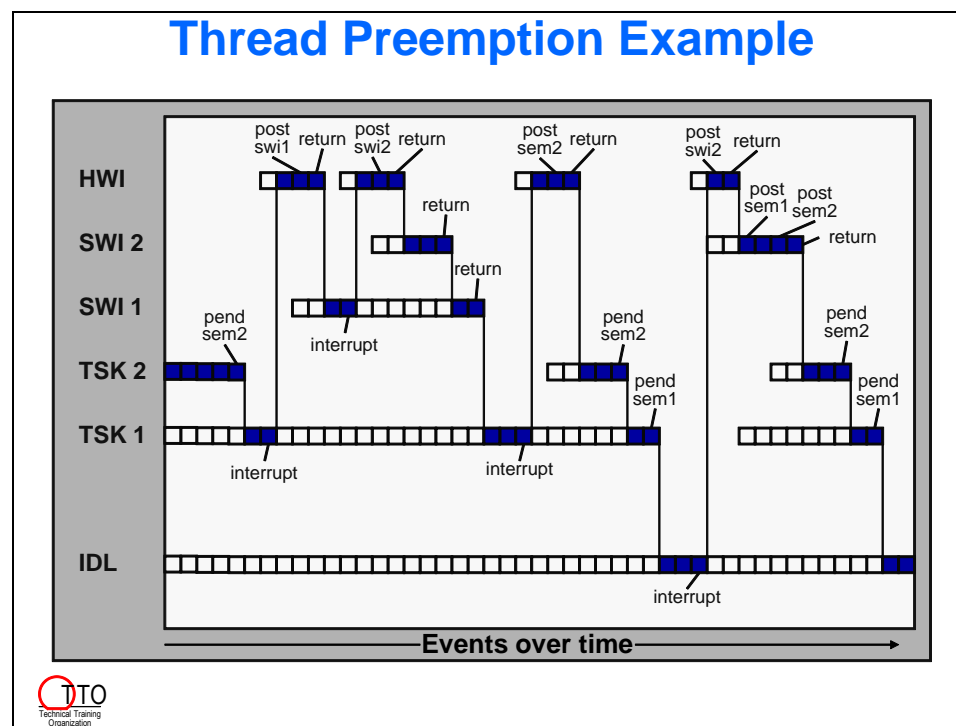 Thread Preemption Example
post
swi1
return
post
swi2
return
post
sem2
return
post
swi2
return
HWI
post
sem1
post
sem2
return
SWI 2
return
return
SWI 1
interrupt
pend
sem2
TSK 2
pend
sem2
pend
sem2
TSK 1
pend
sem1
pend
sem1
interrupt
interrupt
IDL
interrupt
Events over time
TTO
Technical Training
Organization